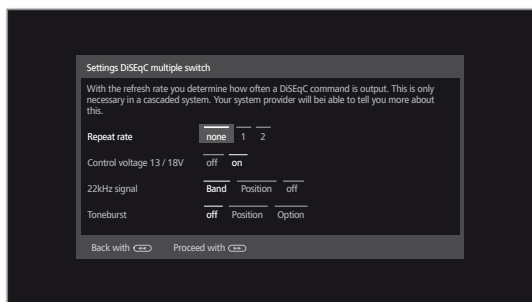 Settings DiSEqC multiple switch
With the refresh rate you determine how often a DiSEqC command is output. This is only
necessary in a cascaded system. Your system provider will bei able to tell you more about
this.
Repeat rate none 1 2
Control voltage 13 / 18V off on
22kHz signal Band Position off
Toneburst off Position Option
Back with Proceed with